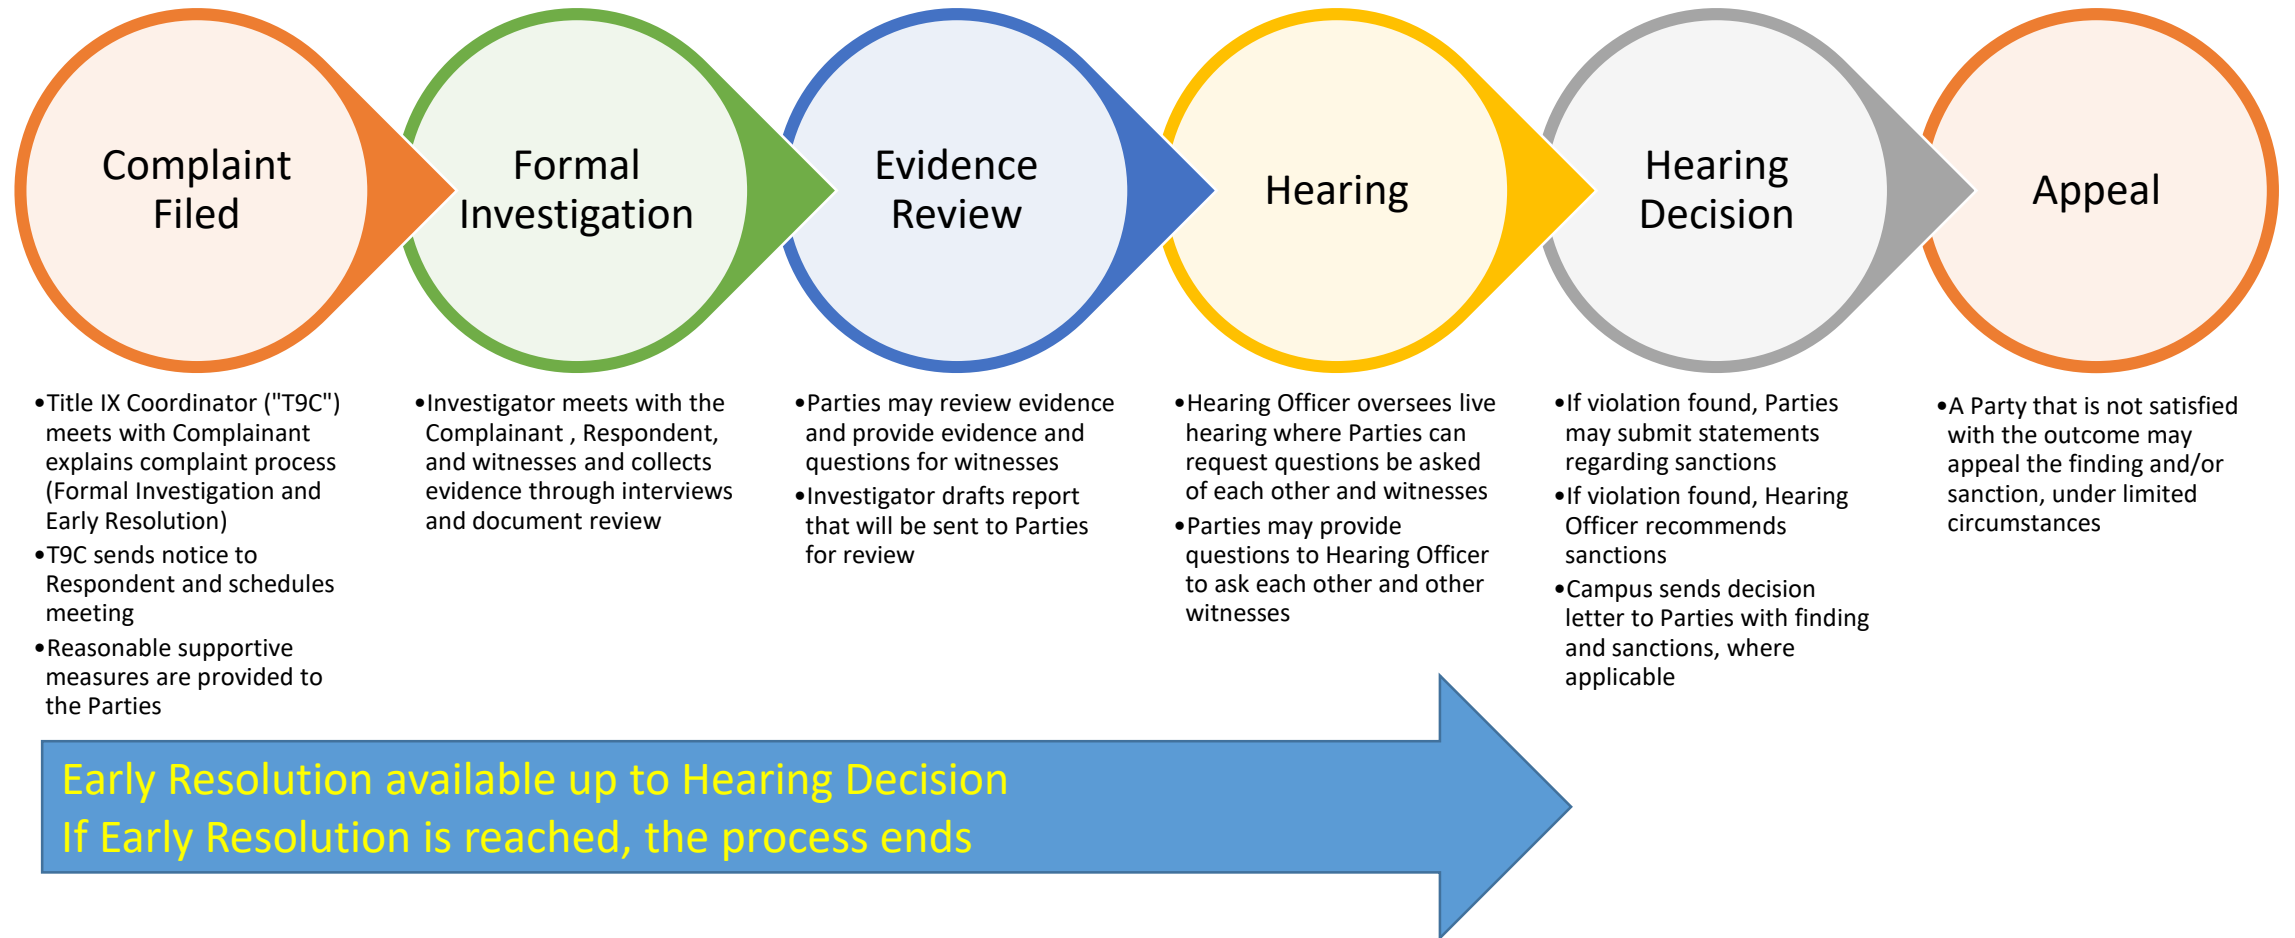 Complaint
Filed
Formal
Investigation
Evidence
Review
Hearing
Hearing
Decision
Appeal
•Title IX Coordinator ("T9C")
meets with Complainant
explains complaint process
(Formal Investigation and
Early Resolution)
•T9C sends notice to
Respondent and schedules
meeting
•Reasonable supportive
measures are provided to
the Parties
•Investigator meets with the
Complainant , Respondent,
and witnesses and collects
evidence through interviews
and document review
•Parties may review evidence
and provide evidence and
questions for witnesses
•Investigator drafts report
that will be sent to Parties
for review
•Hearing Officer oversees live
hearing where Parties can
request questions be asked
of each other and witnesses
•Parties may provide
questions to Hearing Officer
to ask each other and other
witnesses
•If violation found, Parties
may submit statements
regarding sanctions
•If violation found, Hearing
Officer recommends
sanctions
•Campus sends decision
letter to Parties with finding
and sanctions, where
applicable
•A Party that is not satisfied
with the outcome may
appeal the finding and/or
sanction, under limited
circumstances
Early Resolution available up to Hearing Decision
If Early Resolution is reached, the process ends